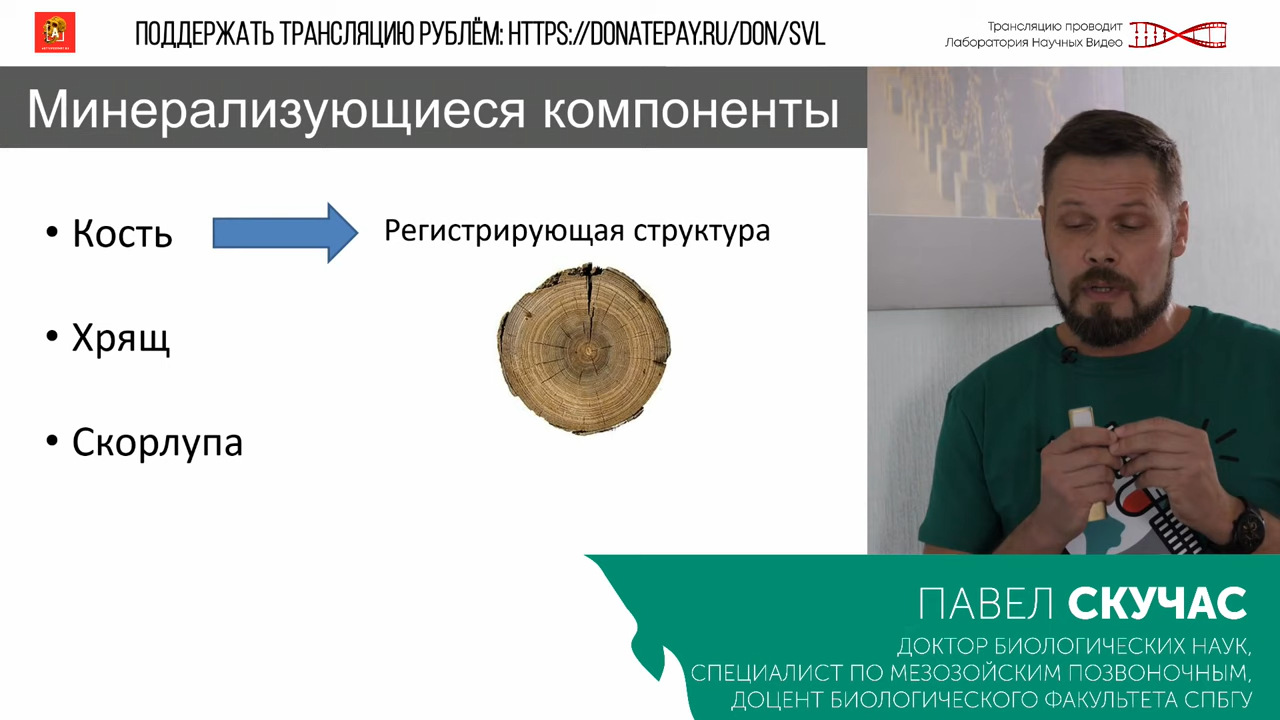 ПОДДЕРЖАТЬ ТРАНСЛЯЦИЮ РУБЛЁМ: HTTPS://DONATEPAY.RU/DON/SVL
Трансляцию проводит
Лаборатория Научных Видео
Минерализующиеся компоненты
• Кость
Регистрирующая структура
• Хрящ
• Скорлупа
ПАВЕЛ СКУЧАС
ДОКТОР БИОЛОГИЧЕСКИХ НАУК,
СПЕЦИАЛИСТ ПО МЕЗОЗОЙСКИМ ПОЗВОНОЧНЫМ,
ДОЦЕНТ БИОЛОГИЧЕСКОГО ФАКУЛЬТЕТА СПБГУ